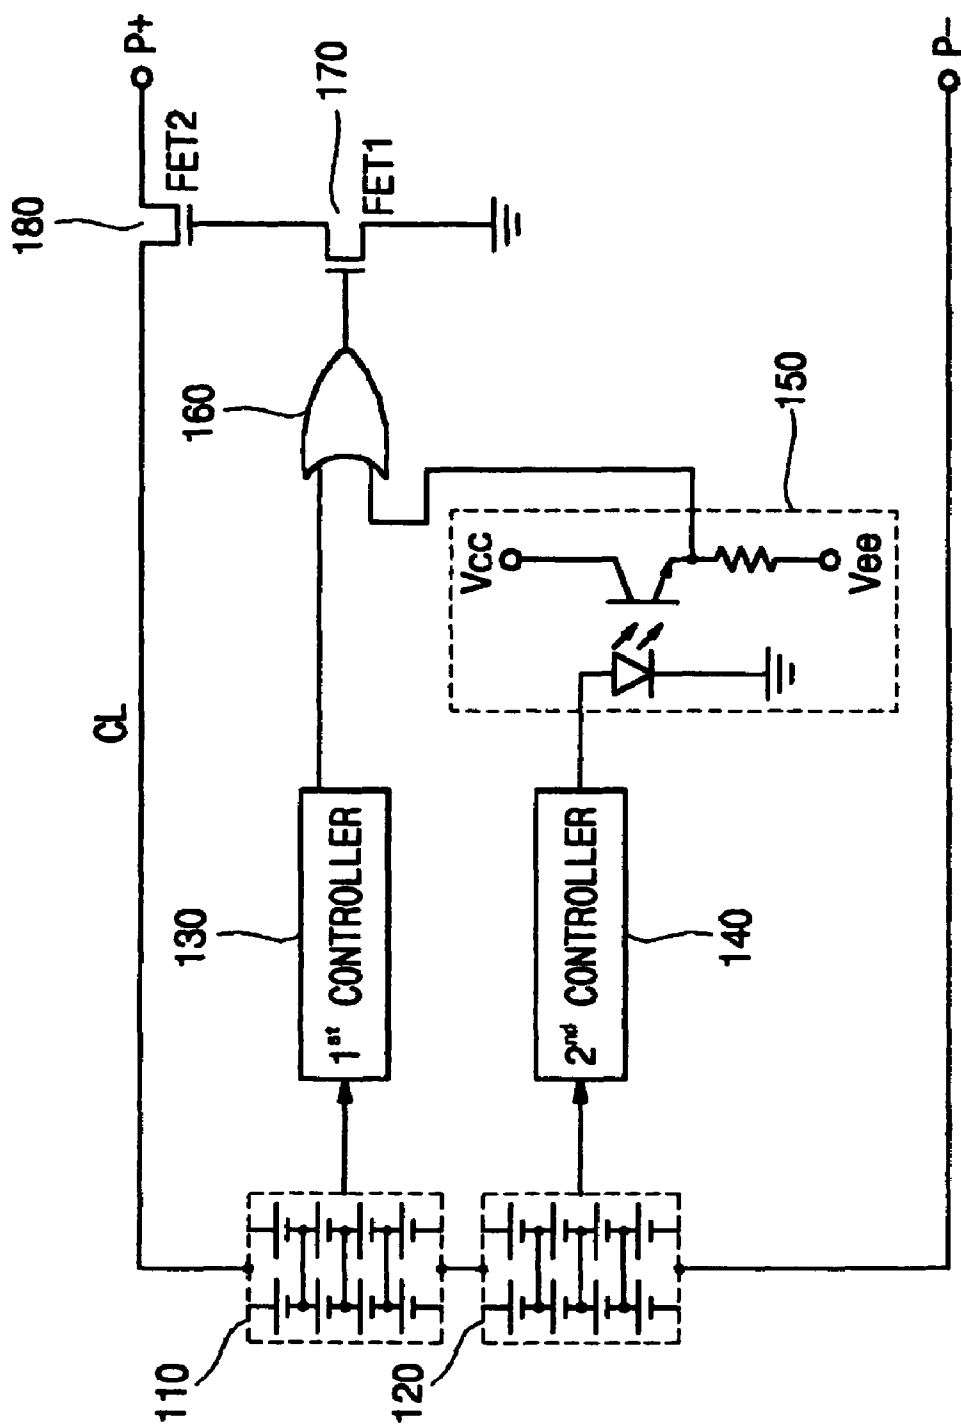 180
P+
FET2
170
CL
FET1
160
130
1st CONTROLLER
110
150
Vcc
Vee
2nd CONTROLLER
140
120
P-